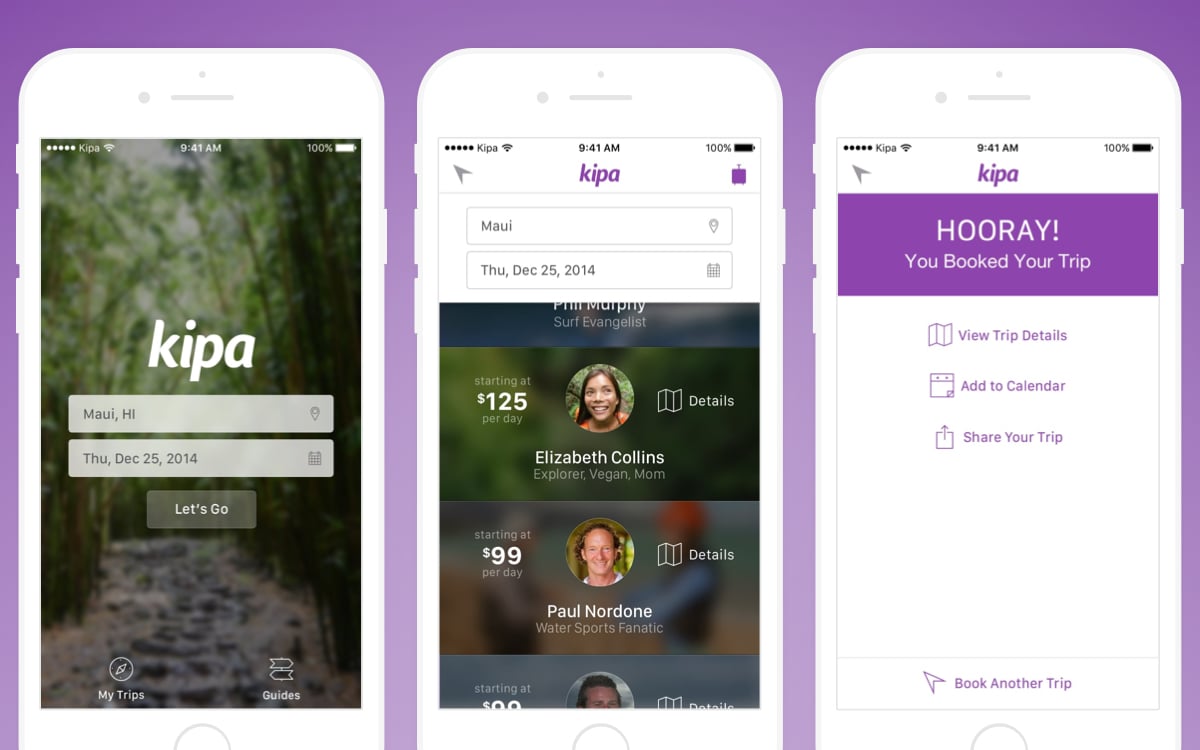 Kipa 9:41 AM 100%
kipa
Maui, HI
Thu, Dec 25, 2014
Let's Go
My Trips Guides
Kipa 9:41 AM 100%
kipa
Maui
Thu, Dec 25, 2014
Phil Murphy
Surf Evangelist
starting at
$125
per day
Details
Elizabeth Collins
Explorer, Vegan, Mom
starting at
$99
per day
Details
Paul Nordone
Water Sports Fanatic
starting at
$99
Details
Kipa 9:41 AM 100%
kipa
HOORAY!
You Booked Your Trip
View Trip Details
Add to Calendar
Share Your Trip
Book Another Trip